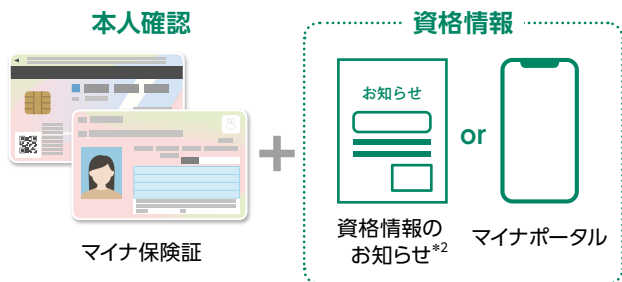 本人確認
資格情報
お知らせ
or
マイナ保険証
資格情報の
お知らせ*2
マイナポータル